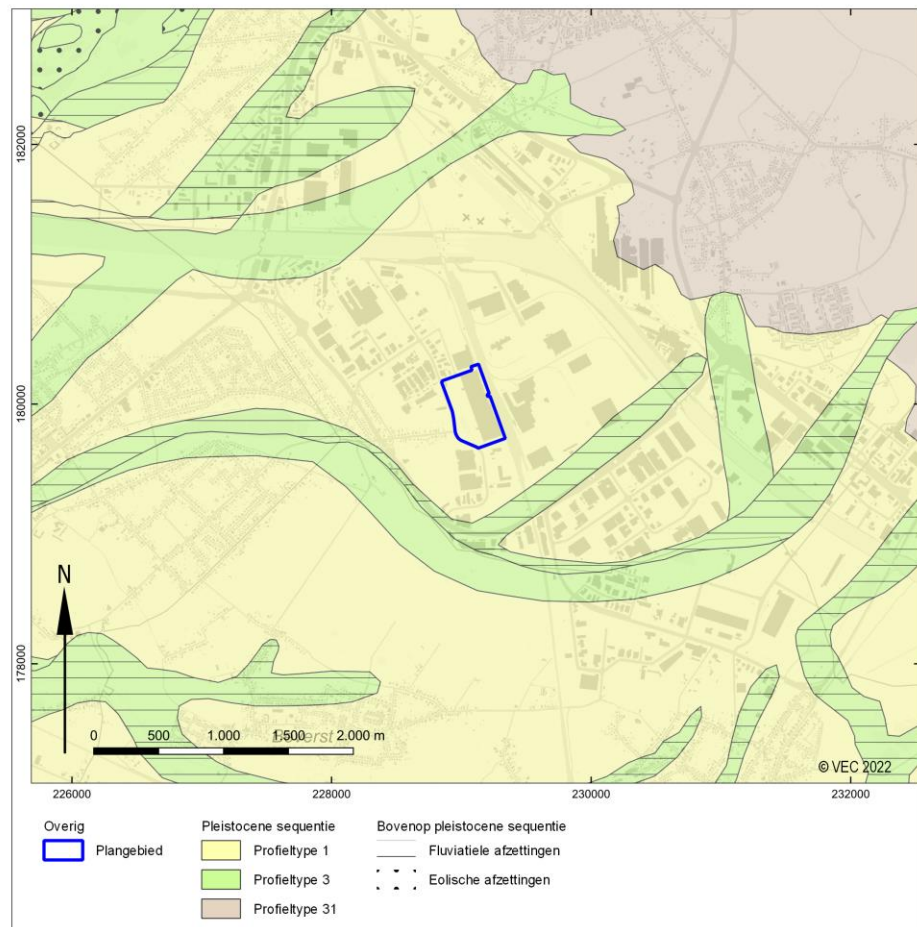 182000
180000
178000
N
0 500 1.000 1.500 2.000 m
© VEC 2022
226000 228000 230000 232000
Overig
Plangebied
Pleistocene sequentie
Profieltype 1
Profieltype 3
Profieltype 31
Bovenop pleistocene sequentie
Fluviatiele afzettingen
Eolische afzettingen